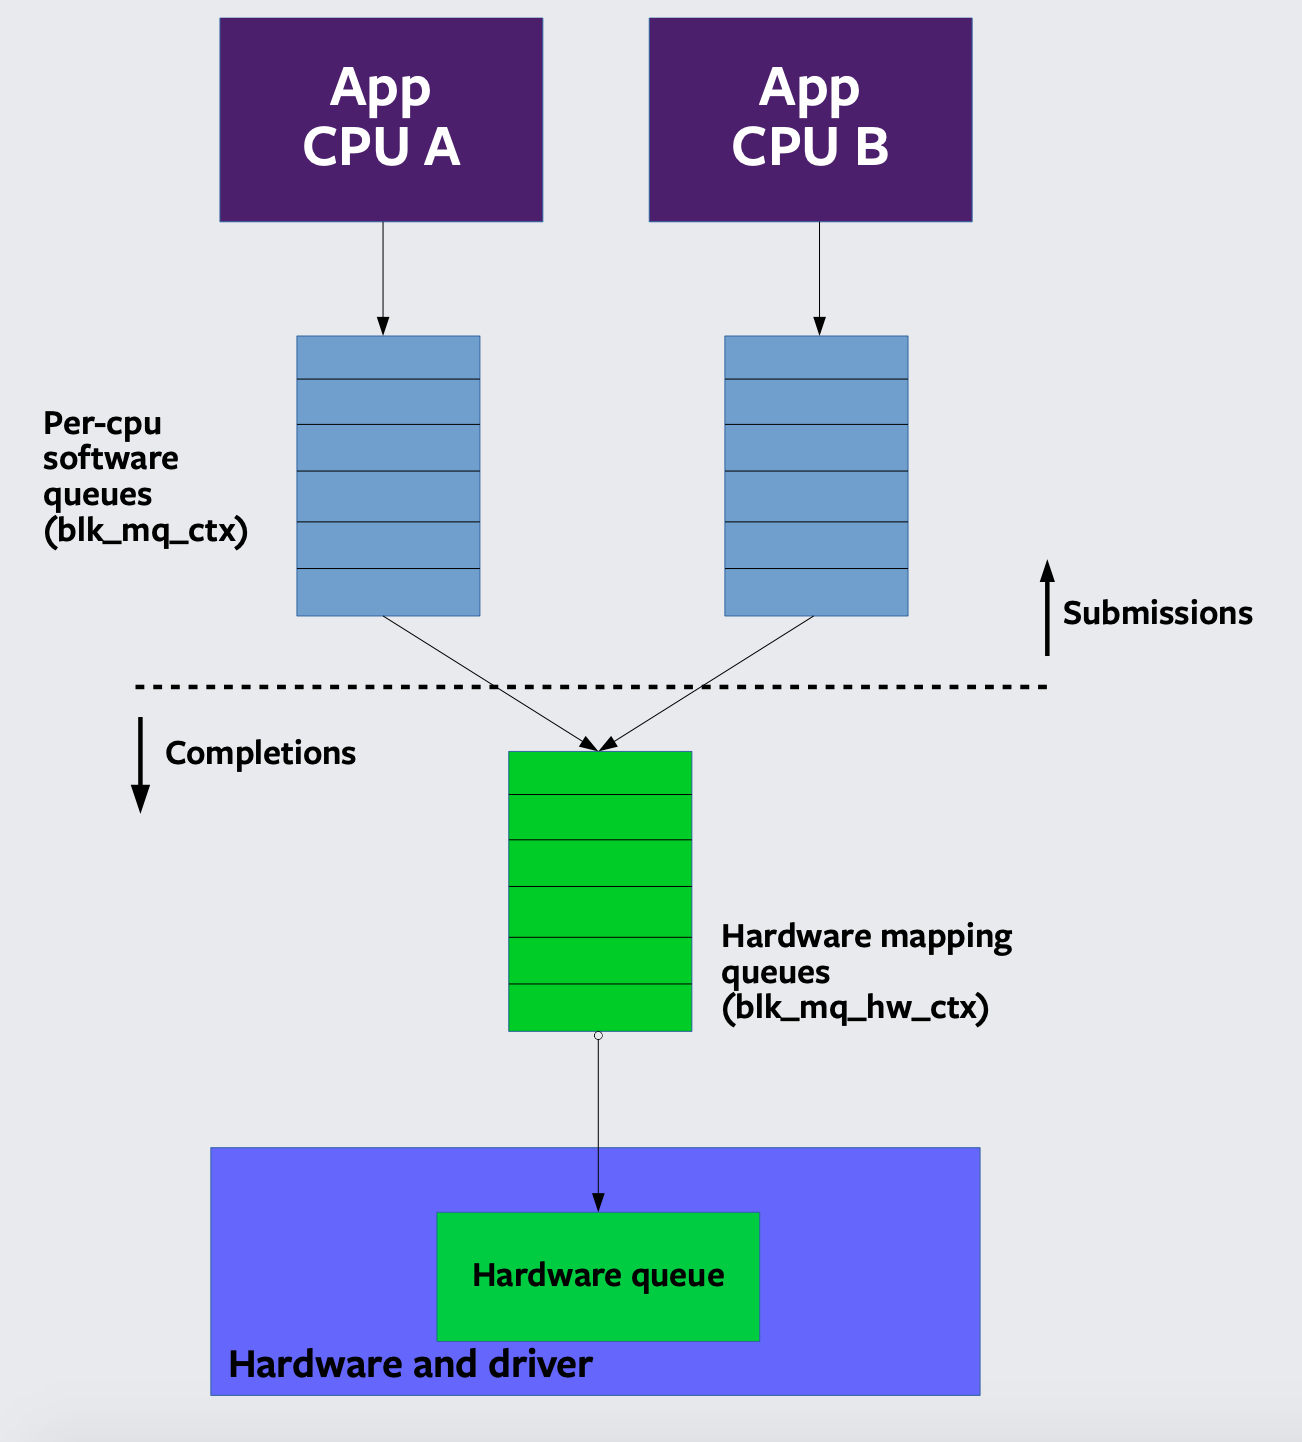 App
CPU A
App
CPU B
Per-cpu
software
queues
(blk_mq_ctx)
Submissions
Completions
Hardware mapping
queues
(blk_mq_hw_ctx)
Hardware queue
Hardware and driver